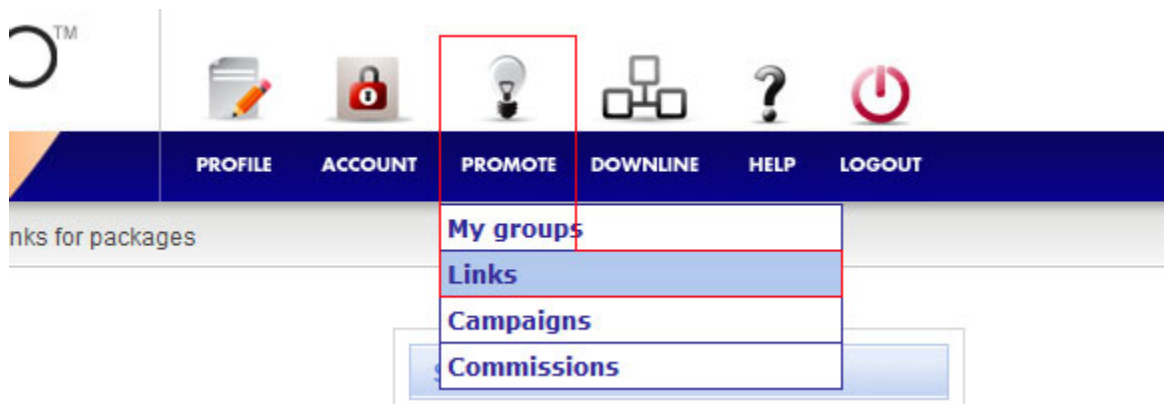 TM
PROFILE ACCOUNT PROMOTE DOWNLINE HELP LOGOUT
nks for packages
My groups
Links
Campaigns
Commissions